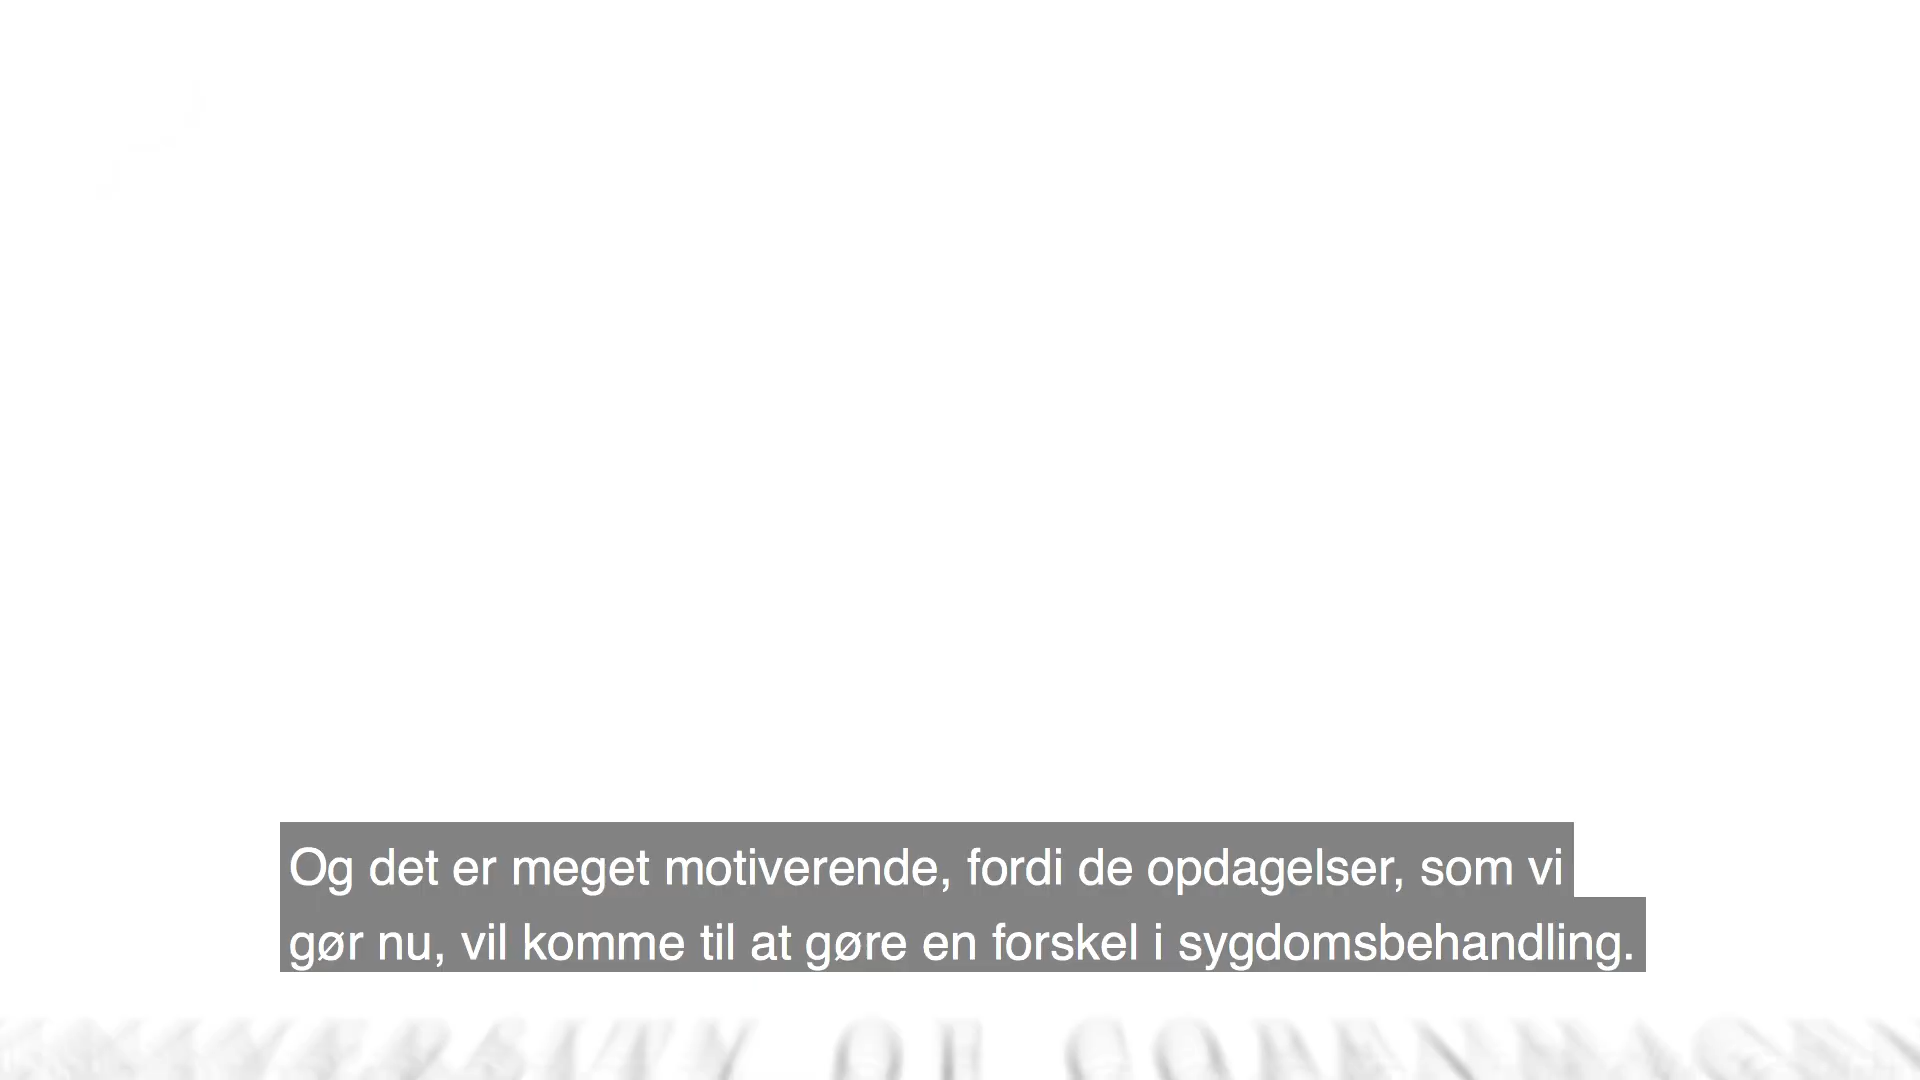 Og det er meget motiverende, fordi de opdagelser, som vi
gør nu, vil komme til at gøre en forskel i sygdomsbehandling.